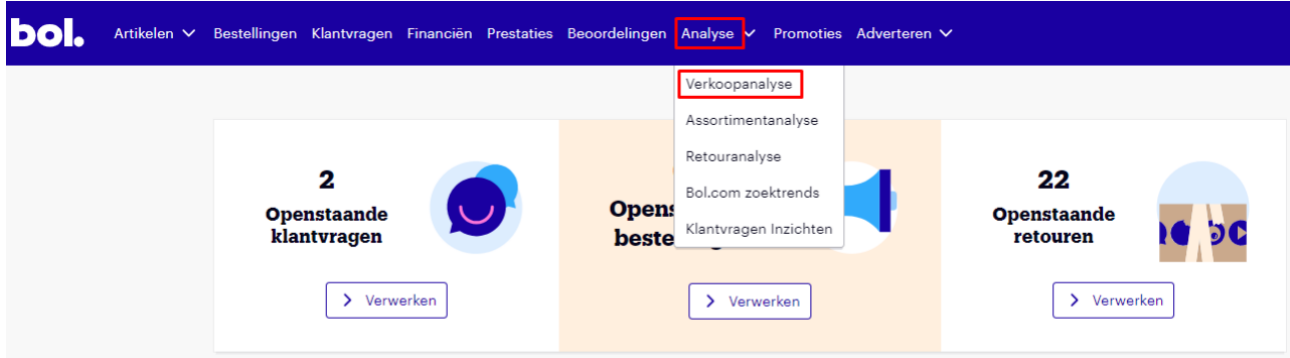 bol.
Artikelen Bestellingen Klantvragen Financiën Prestaties Beoordelingen Analyse Promoties Adverteren
Verkoopanalyse
Assortimentanalyse
Retouranalyse
Bol.com zoektrends
Klantvragen Inzichten
2
Openstaande
klantvragen
Verwerken
Verwerken
22
Openstaande
retouren
Verwerken